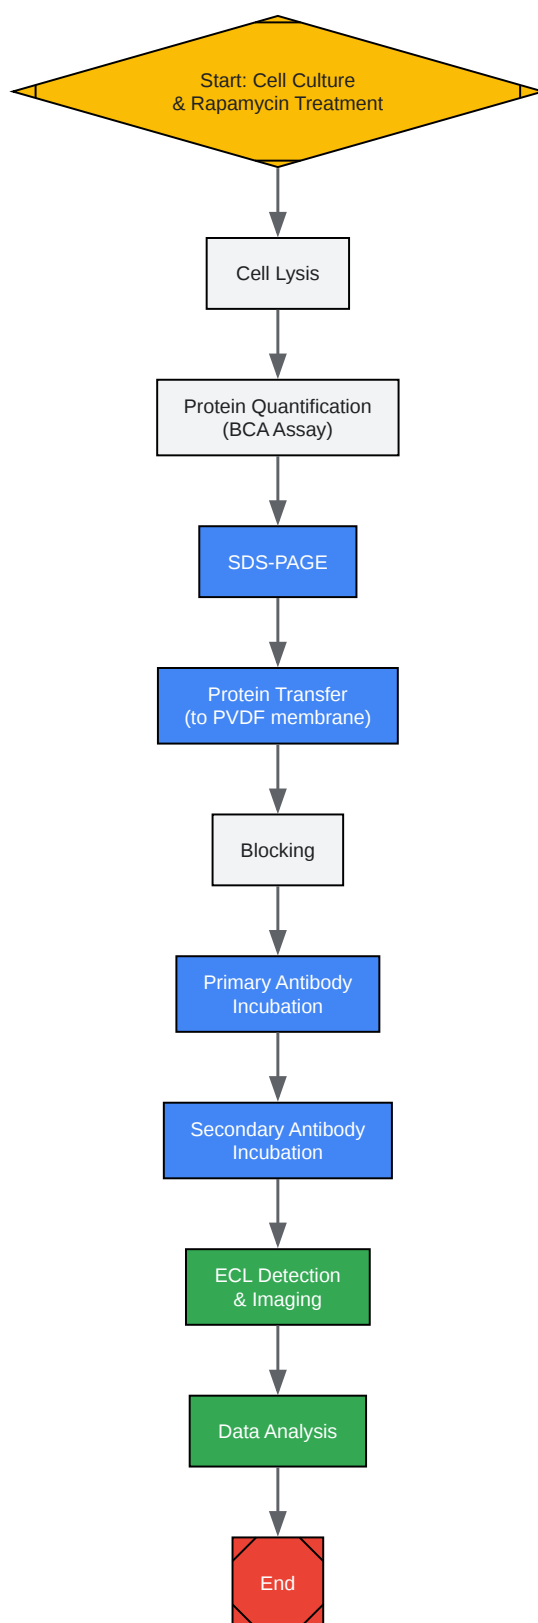 Start: Cell Culture
& Rapamycin Treatment
Cell Lysis
Protein Quantification
(BCA Assay)
SDS-PAGE
Protein Transfer
(to PVDF membrane)
Blocking
Primary Antibody
Incubation
Secondary Antibody
Incubation
ECL Detection
& Imaging
Data Analysis
End